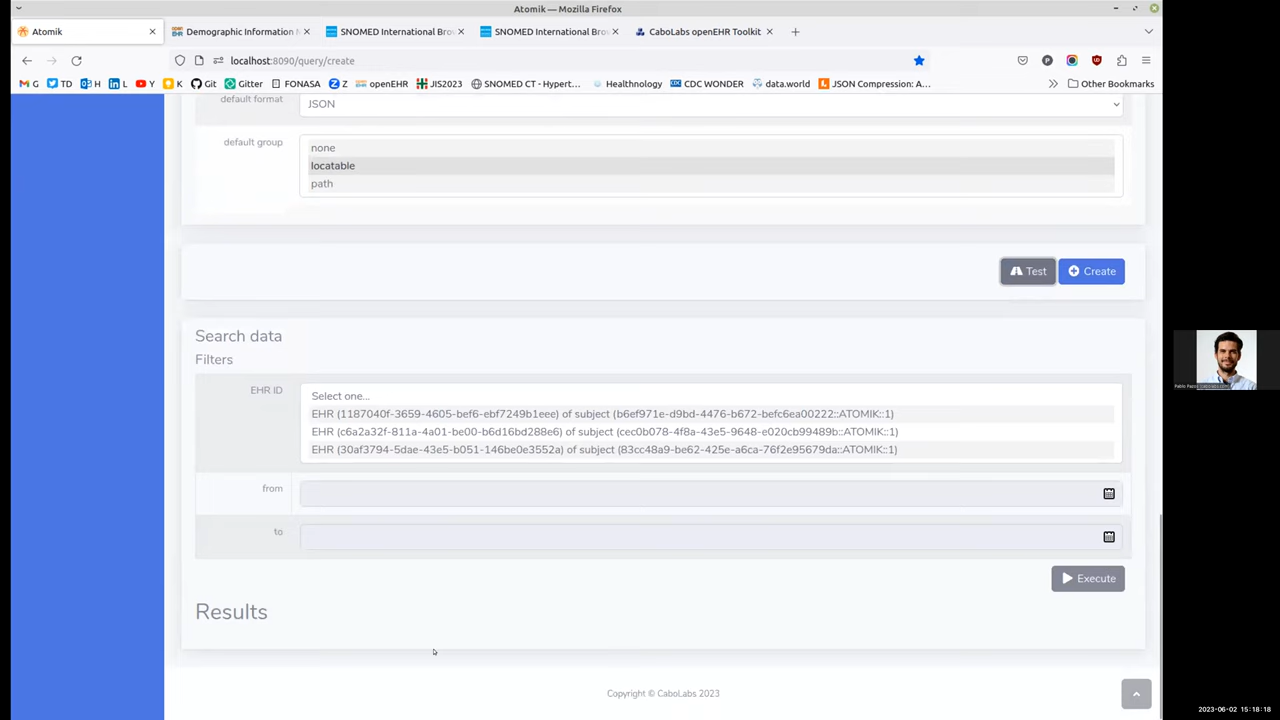 Atomik — Mozilla Firefox
Atomik
Demographic Information M
SNOMED International Bro
SNOMED International Bro
CaboLabs openEHR Toolkit
localhost:8090/query/create
G TD H L Y K Git Gitter FONASA Z openEHR JIS2023 SNOMED CT - Hypert... Healthnology CDC WONDER data.world JSON Compression: A... Other Bookmarks
default format JSON
default group
none
locatable
path
Test Create
Search data
Filters
EHR ID
Select one...
EHR (1187040f-3659-4605-bef6-ebf7249b1eee) of subject (b6ef971e-d9bd-4476-b672-befc6ea00222::ATOMIK::1)
EHR (c6a2a32f-811a-4a01-be00-b6d16bd288e6) of subject (cec0b078-4f8a-43e5-9648-e020cb99489b::ATOMIK::1)
EHR (30af3794-5dae-43e5-b051-146be0e3552a) of subject (83cc48a9-be62-425e-a6ca-76f2e95679da::ATOMIK::1)
from
to
Execute
Results
Copyright © CaboLabs 2023
2023-06-02 15:18:18